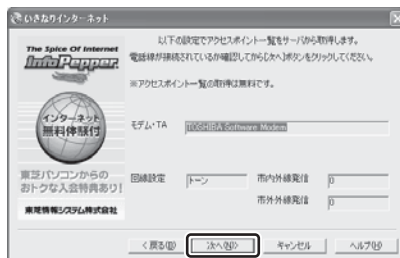 いきなりインターネット
The Spice Of Internet
InfoPepper
インターネット
無料体験付
東芝パソコンからの
おトクな入会特典あり!
東芝情報システム株式会社
以下の設定でアクセスポイント一覧をサーバから取得します。
電話線が接続されているか確認してから[次へ]ボタンをクリックしてください。
※アクセスポイント一覧の取得は無料です。
モデム・TA
TOSHIBA Software Modem
回線設定
トーン
市内外線発信
0
市外外線発信
0
< 戻る(B)
次へ(N)>
キャンセル
ヘルプ(H)